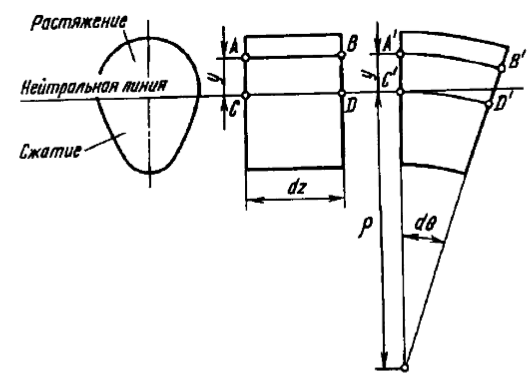 Растяжение
Нейтральная линия
Сжатие
A
B
y
C
D
dz
A'
B'
y
C'
D'
ρ
dθ